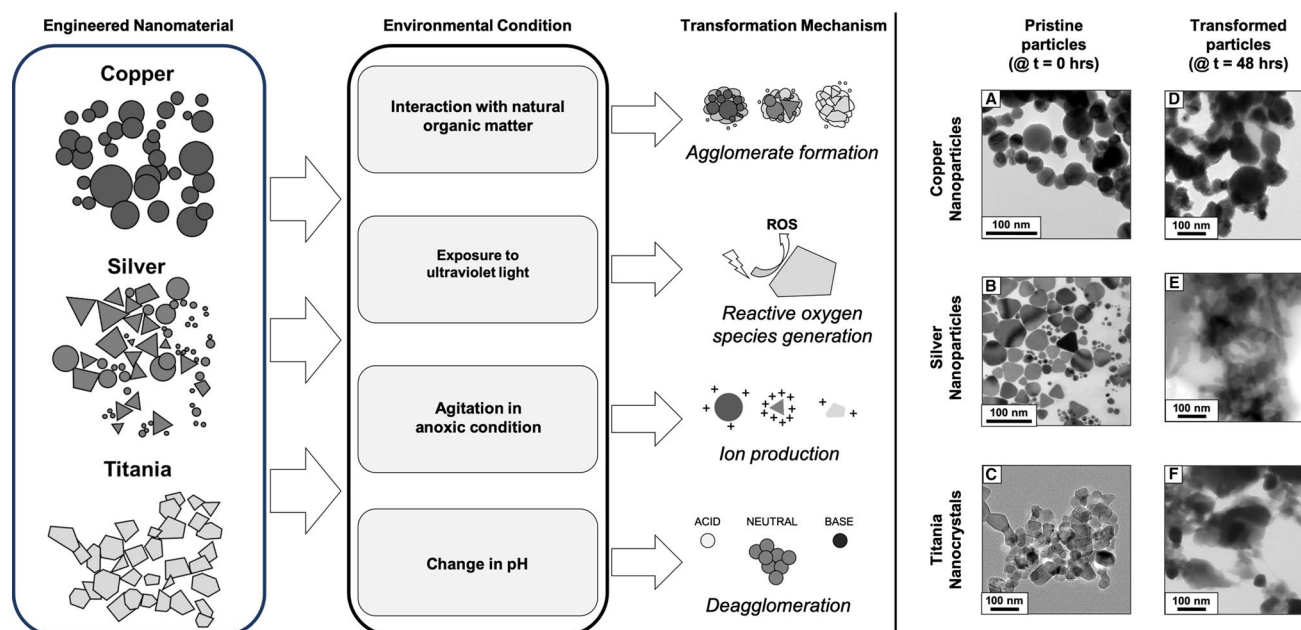 Engineered Nanomaterial
Copper
Silver
Titania
Environmental Condition
Interaction with natural
organic matter
Exposure to
ultraviolet light
Agitation in
anoxic condition
Change in pH
Transformation Mechanism
Agglomerate formation
ROS
Reactive oxygen
species generation
+ + + + + + + + + + + + + +
Ion production
ACID NEUTRAL BASE
Deagglomeration
Pristine
particles
(@ t = 0 hrs)
Transformed
particles
(@ t = 48 hrs)
Copper
Nanoparticles
A
100 nm
D
100 nm
Silver
Nanoparticles
B
100 nm
E
100 nm
Titania
Nanocrystals
C
100 nm
F
100 nm